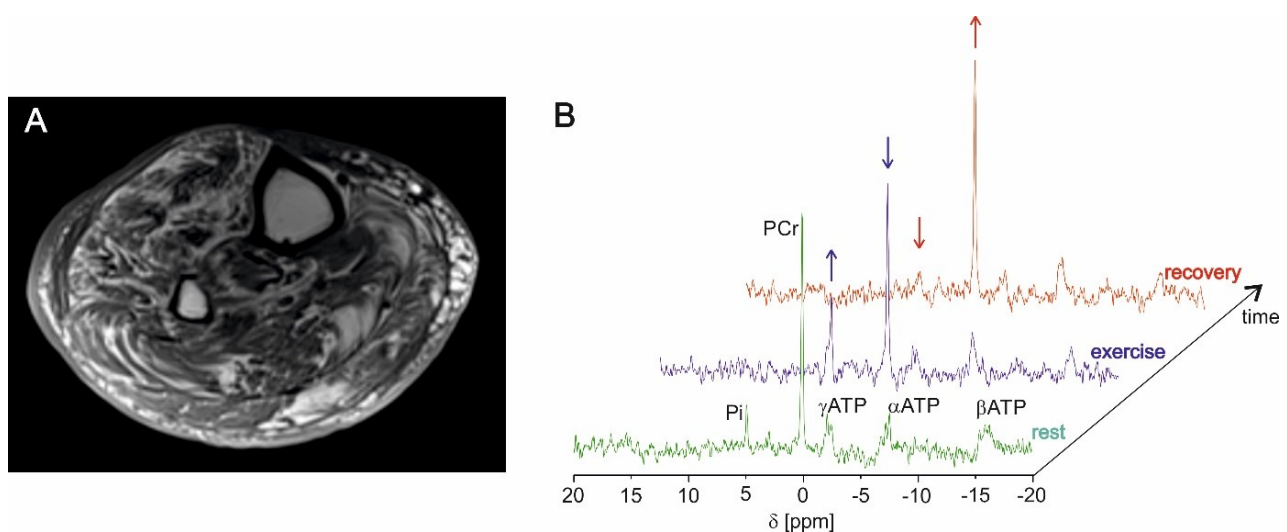 A
B
PCr
recovery
time
exercise
Pi
γATP
αATP
βATP
rest
20 15 10 5 0 -5 -10 -15 -20
δ [ppm]